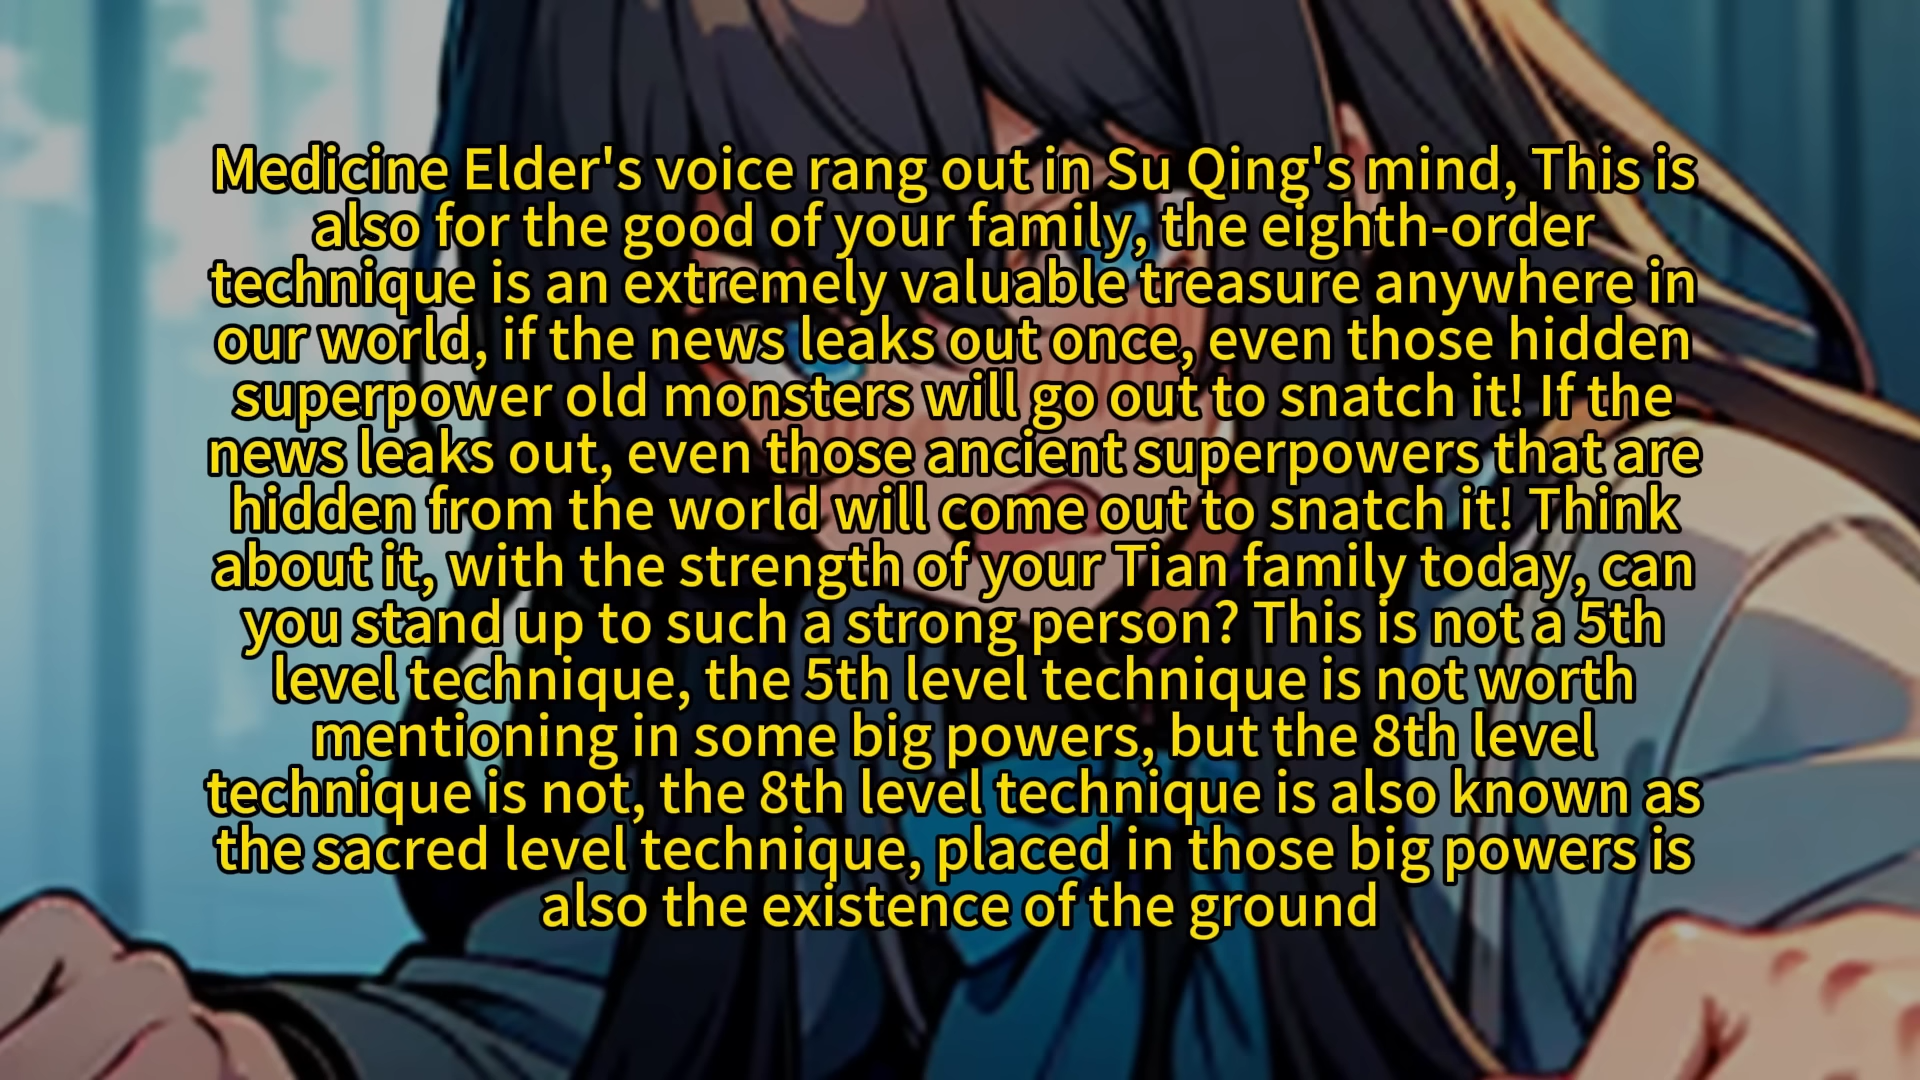 Medicine Elder's voice rang out in Su Qing's mind, This is
also for the good of your family, the eighth-order
technique is an extremely valuable treasure anywhere in
our world, if the news leaks out once, even those hidden
superpower old monsters will go out to snatch it! If the
news leaks out, even those ancient superpowers that are
hidden from the world will come out to snatch it! Think
about it, with the strength of your Tian family today, can
you stand up to such a strong person? This is not a 5th
level technique, the 5th level technique is not worth
mentioning in some big powers, but the 8th level
technique is not, the 8th level technique is also known as
the sacred level technique, placed in those big powers is
also the existence of the ground